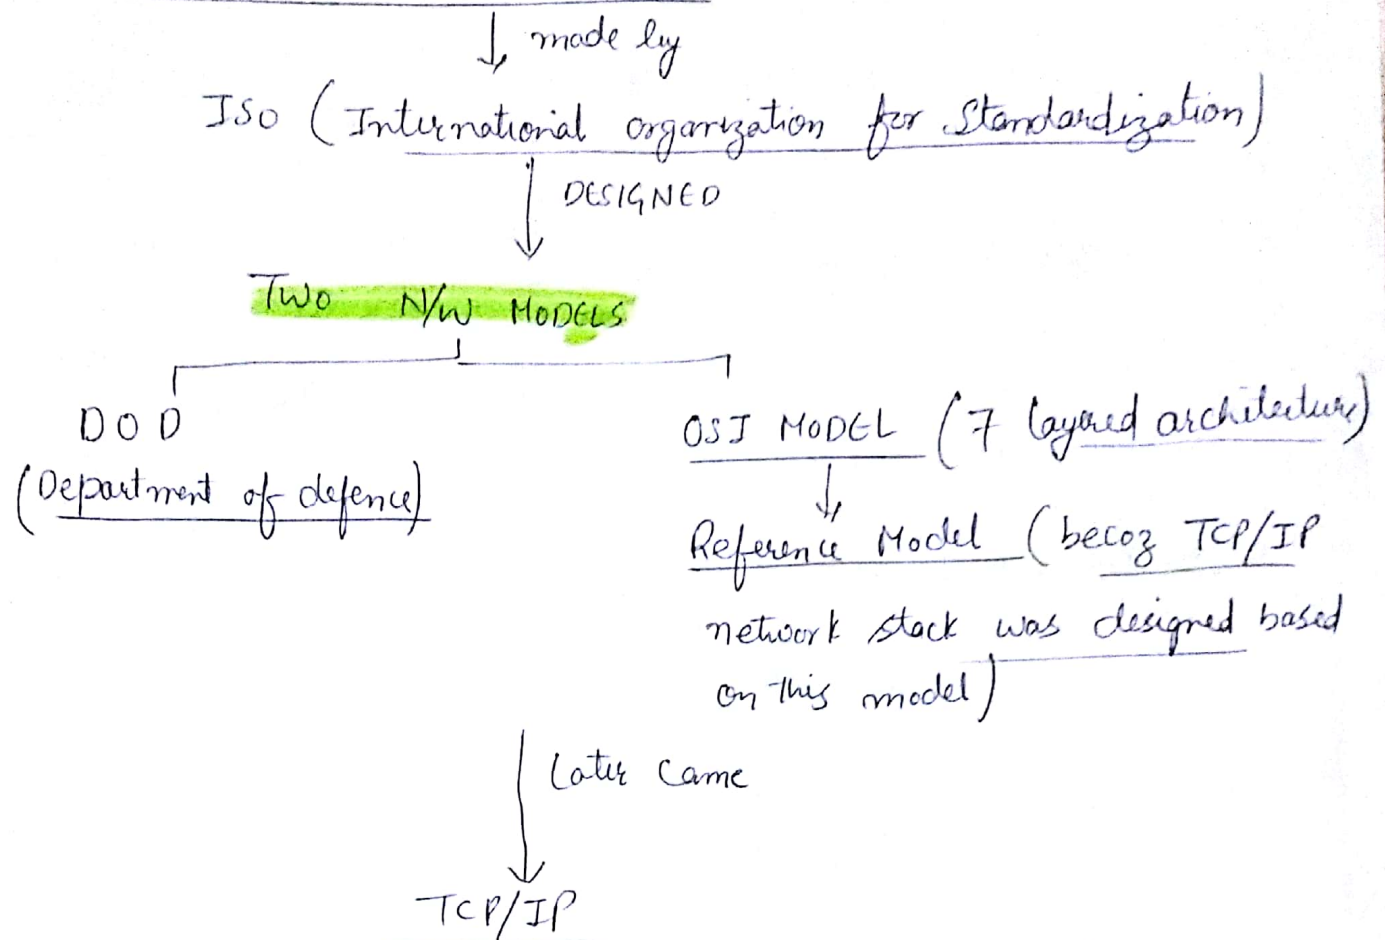 made by
ISO (International organization for Standardization)
DESIGNED
TWO N/W MODELS
DOD
(Department of defence)
OSI MODEL (7 layered architecture)
Reference Model (becoz TCP/IP
network stack was designed based
on this model)
Later came
TCP/IP